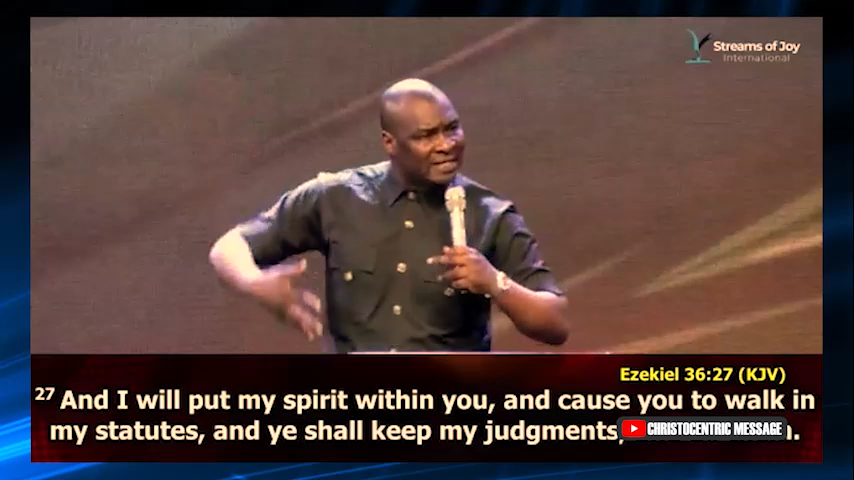 Streams of Joy
International
Ezekiel 36:27 (KJV)
27 And I will put my spirit within you, and cause you to walk in
my statutes, and ye shall keep my judgments,
CHRISTOCENTRIC MESSAGE